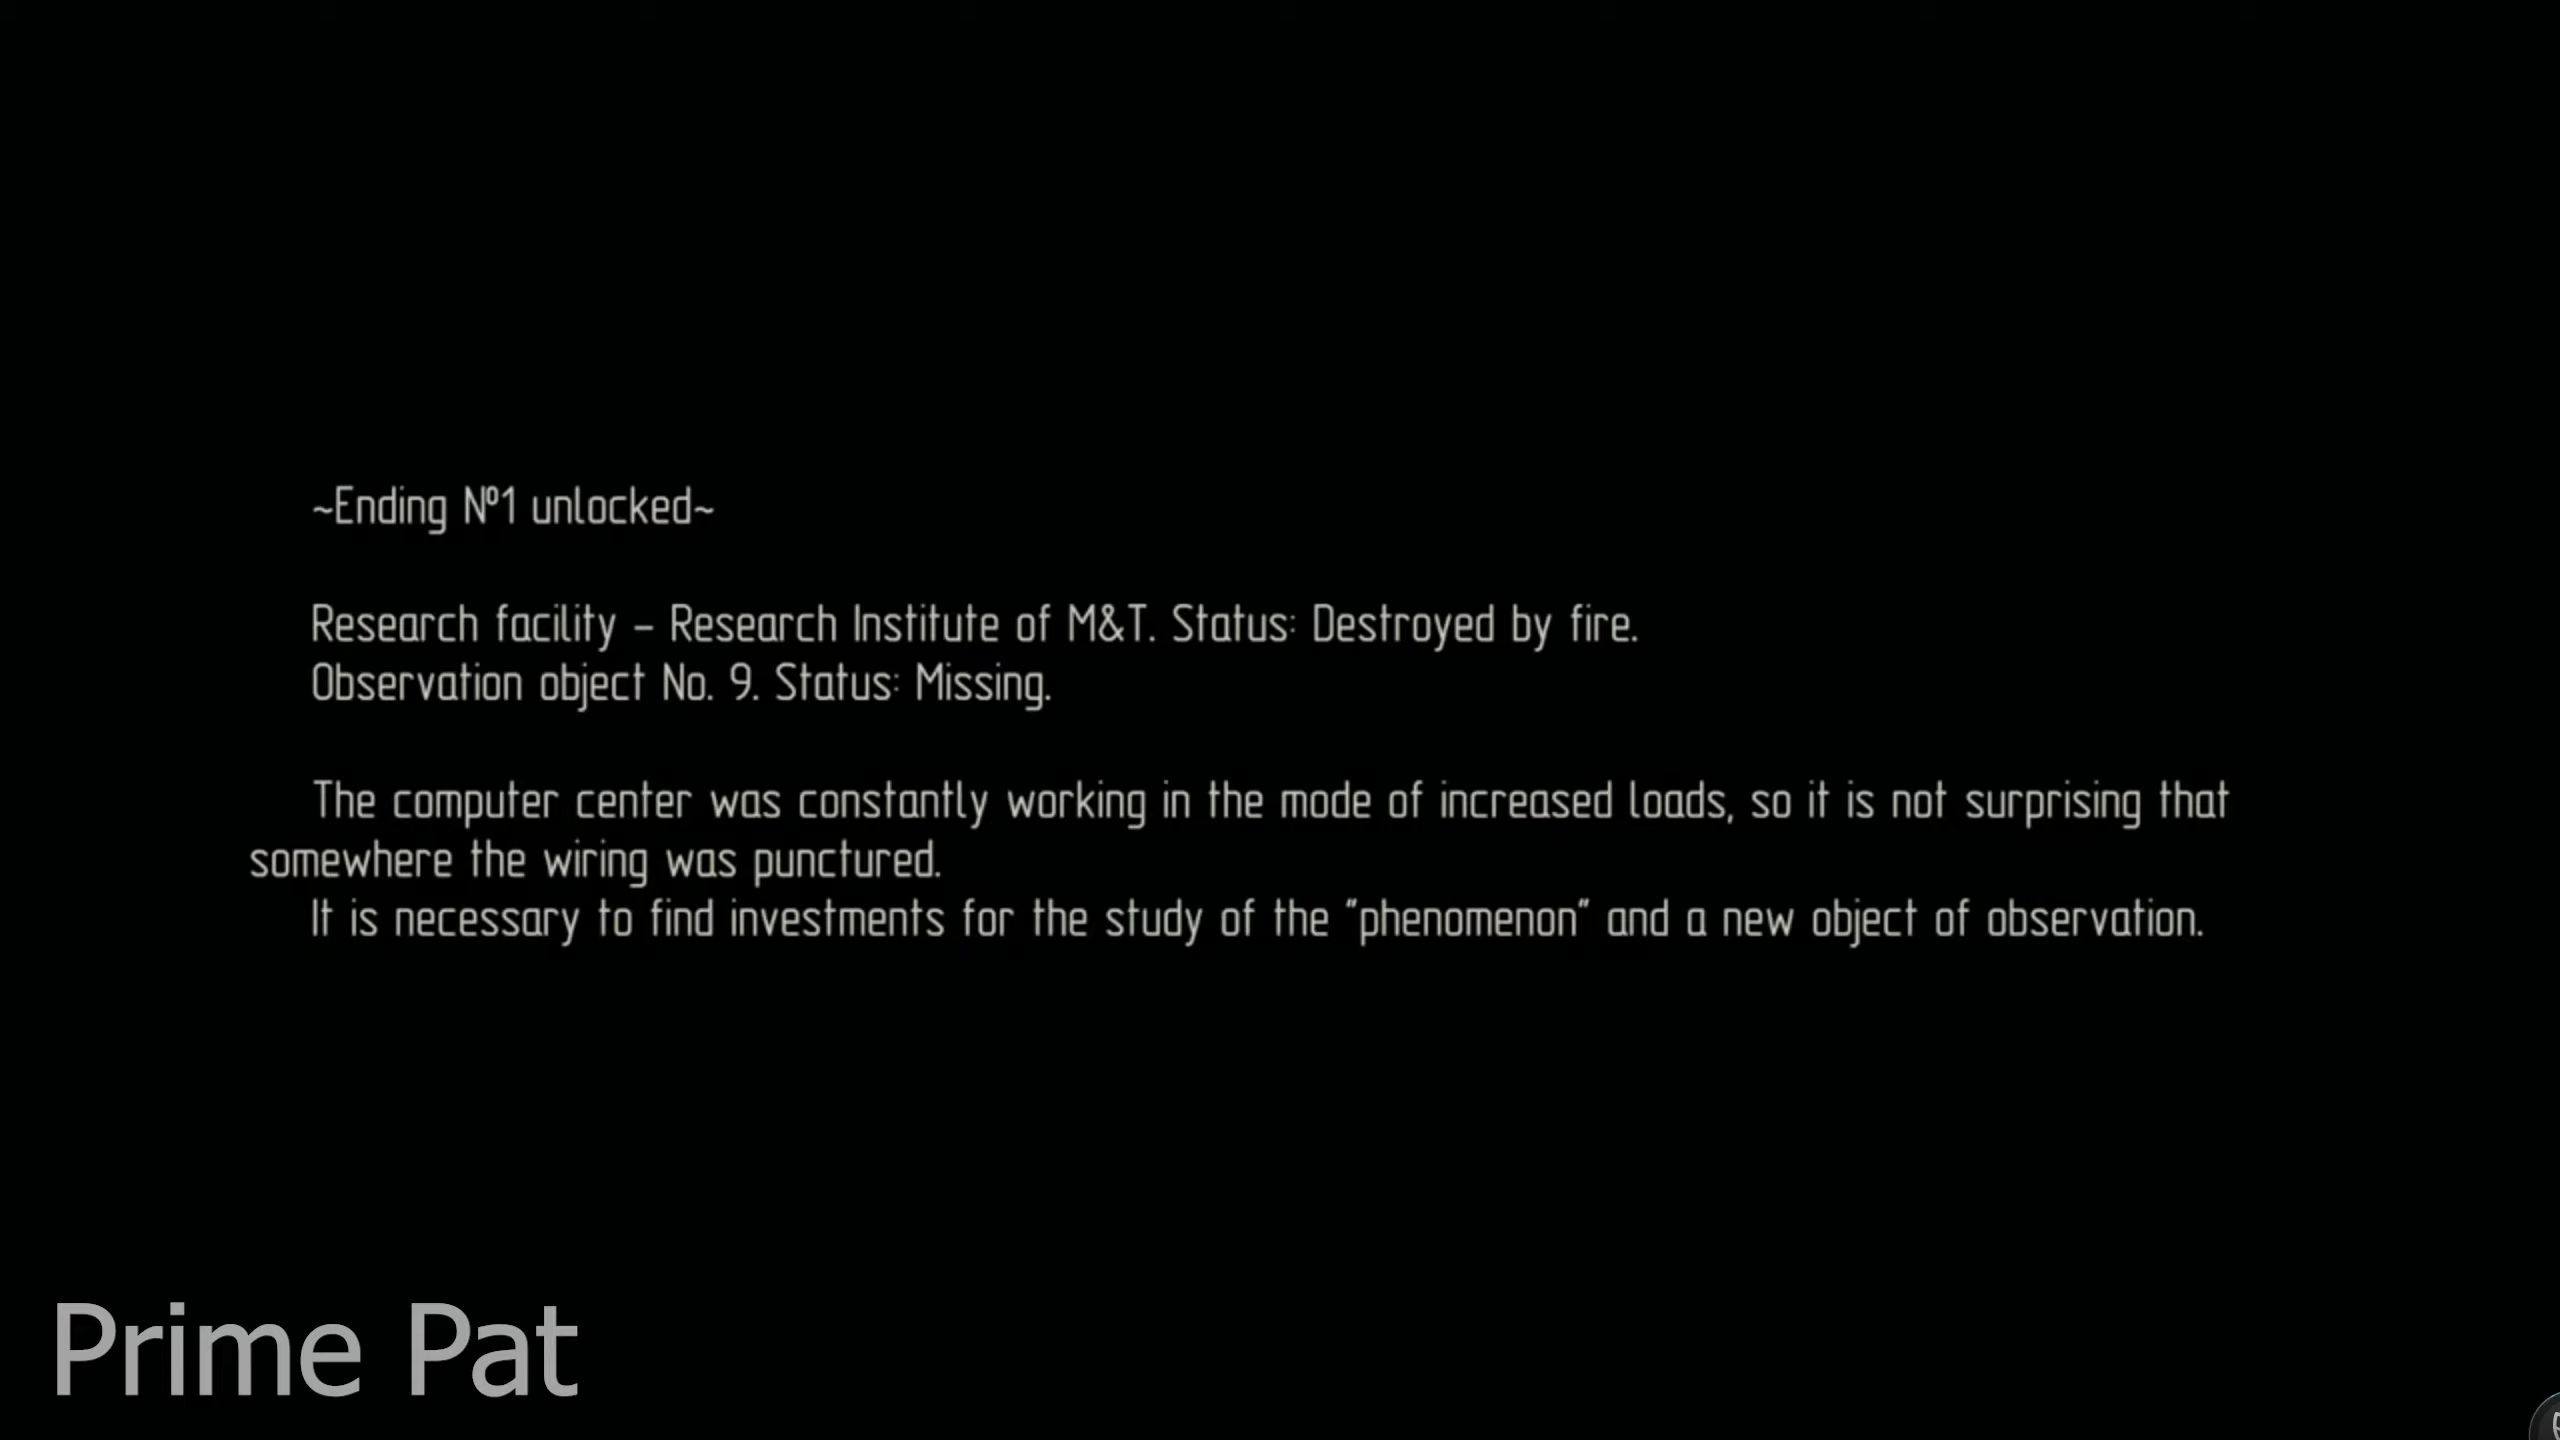 ~Ending №1 unlocked~
Research facility – Research Institute of M&T. Status: Destroyed by fire.
Observation object No. 9. Status: Missing.
The computer center was constantly working in the mode of increased loads, so it is not surprising that
somewhere the wiring was punctured.
It is necessary to find investments for the study of the "phenomenon" and a new object of observation.
Prime Pat